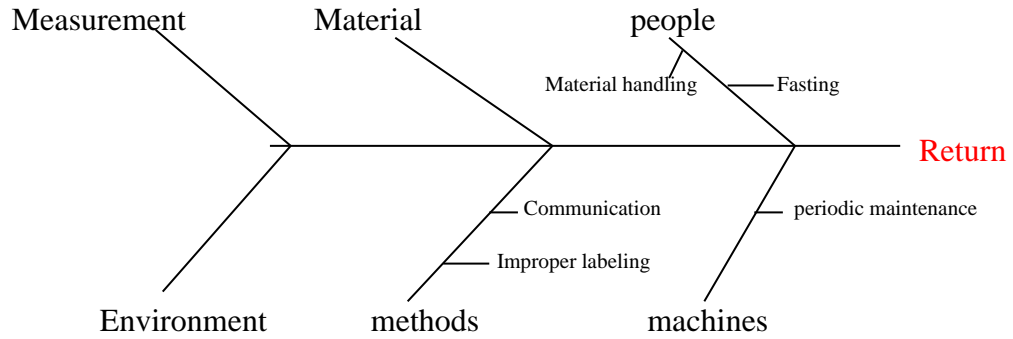 Measurement
Material
people
Material handling
Fasting
Return
Communication
periodic maintenance
Improper labeling
Environment
methods
machines